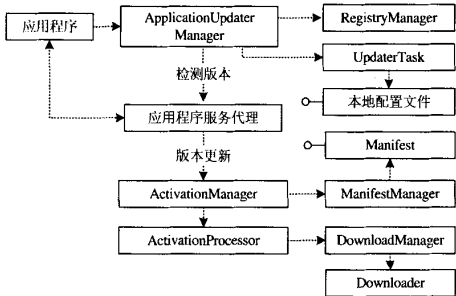 应用程序
ApplicationUpdater
Manager
RegistryManager
UpdaterTask
检测版本
本地配置文件
应用程序服务代理
Manifest
版本更新
ActivationManager
ManifestManager
ActivationProcessor
DownloadManager
Downloader